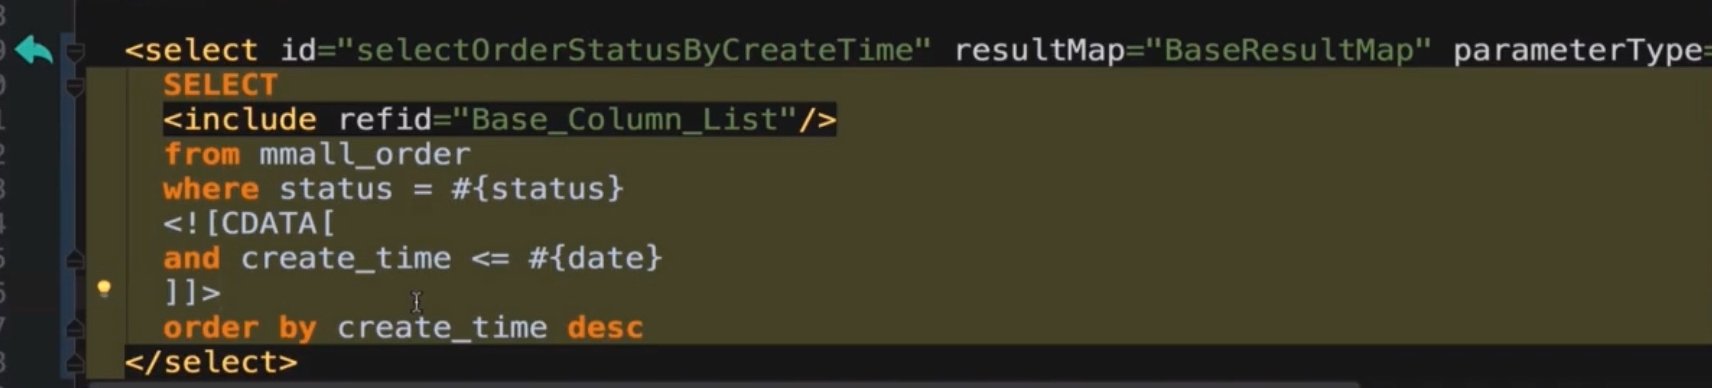 <select id="selectOrderStatusByCreateTime" resultMap="BaseResultMap" parameterType=
SELECT
<include refid="Base_Column_List"/>
from mmall_order
where status = #{status}
<![CDATA[
and create_time <= #{date}
]]>
order by create_time desc
</select>